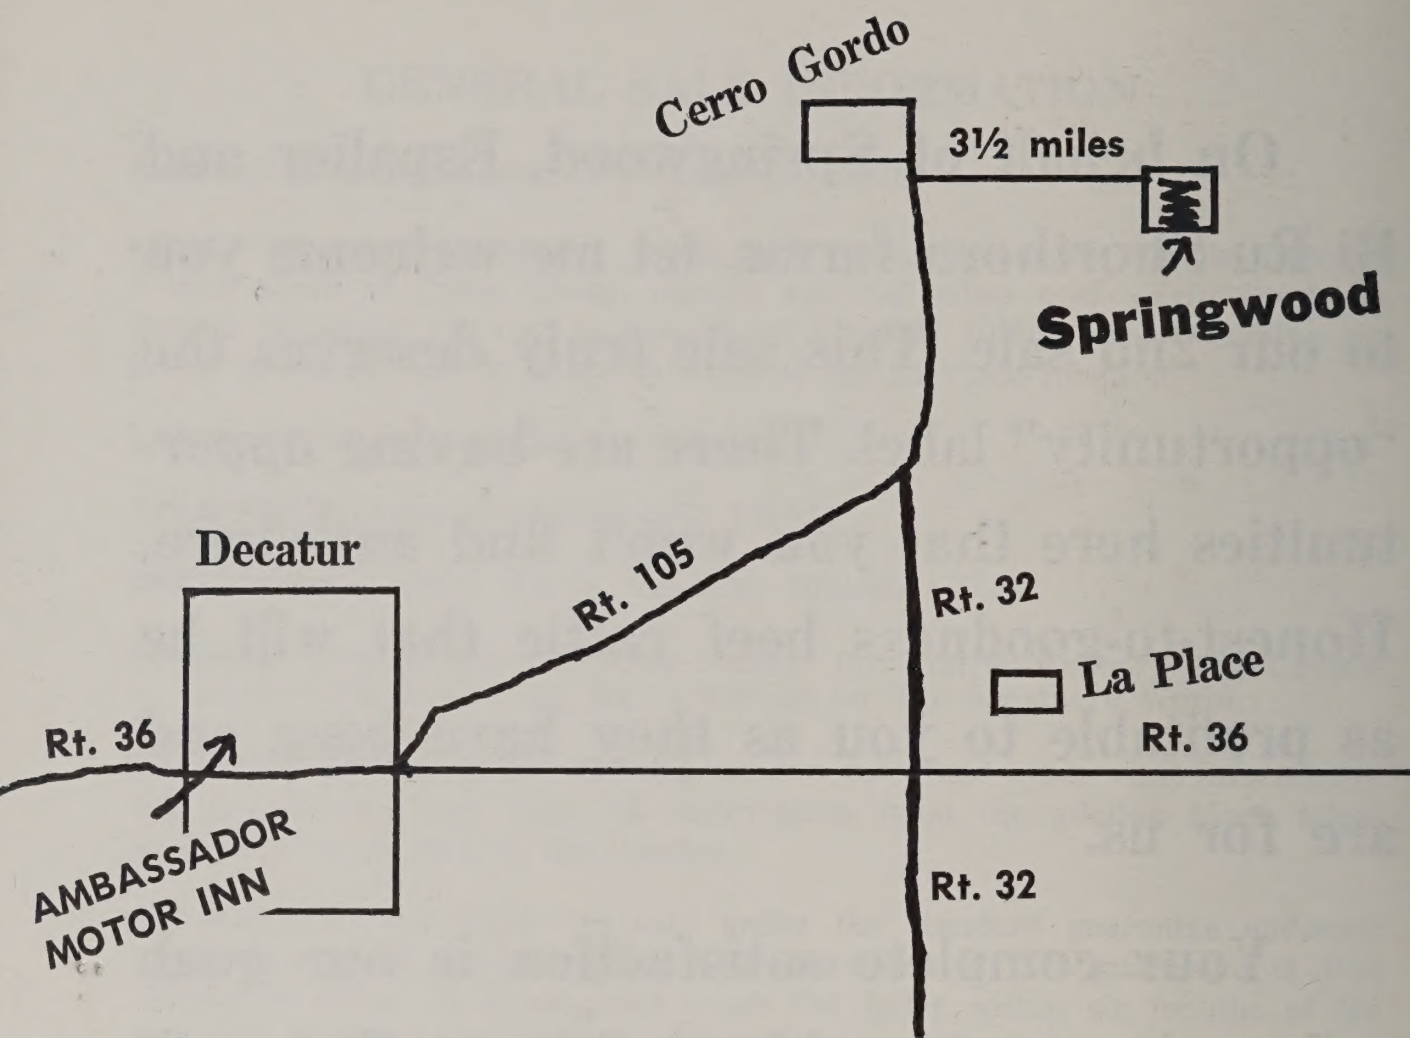 Cerro Gordo
3½ miles
Springwood
Decatur
Rt. 105
Rt. 32
La Place
Rt. 36
Rt. 36
AMBASSADOR
MOTOR INN
Rt. 32